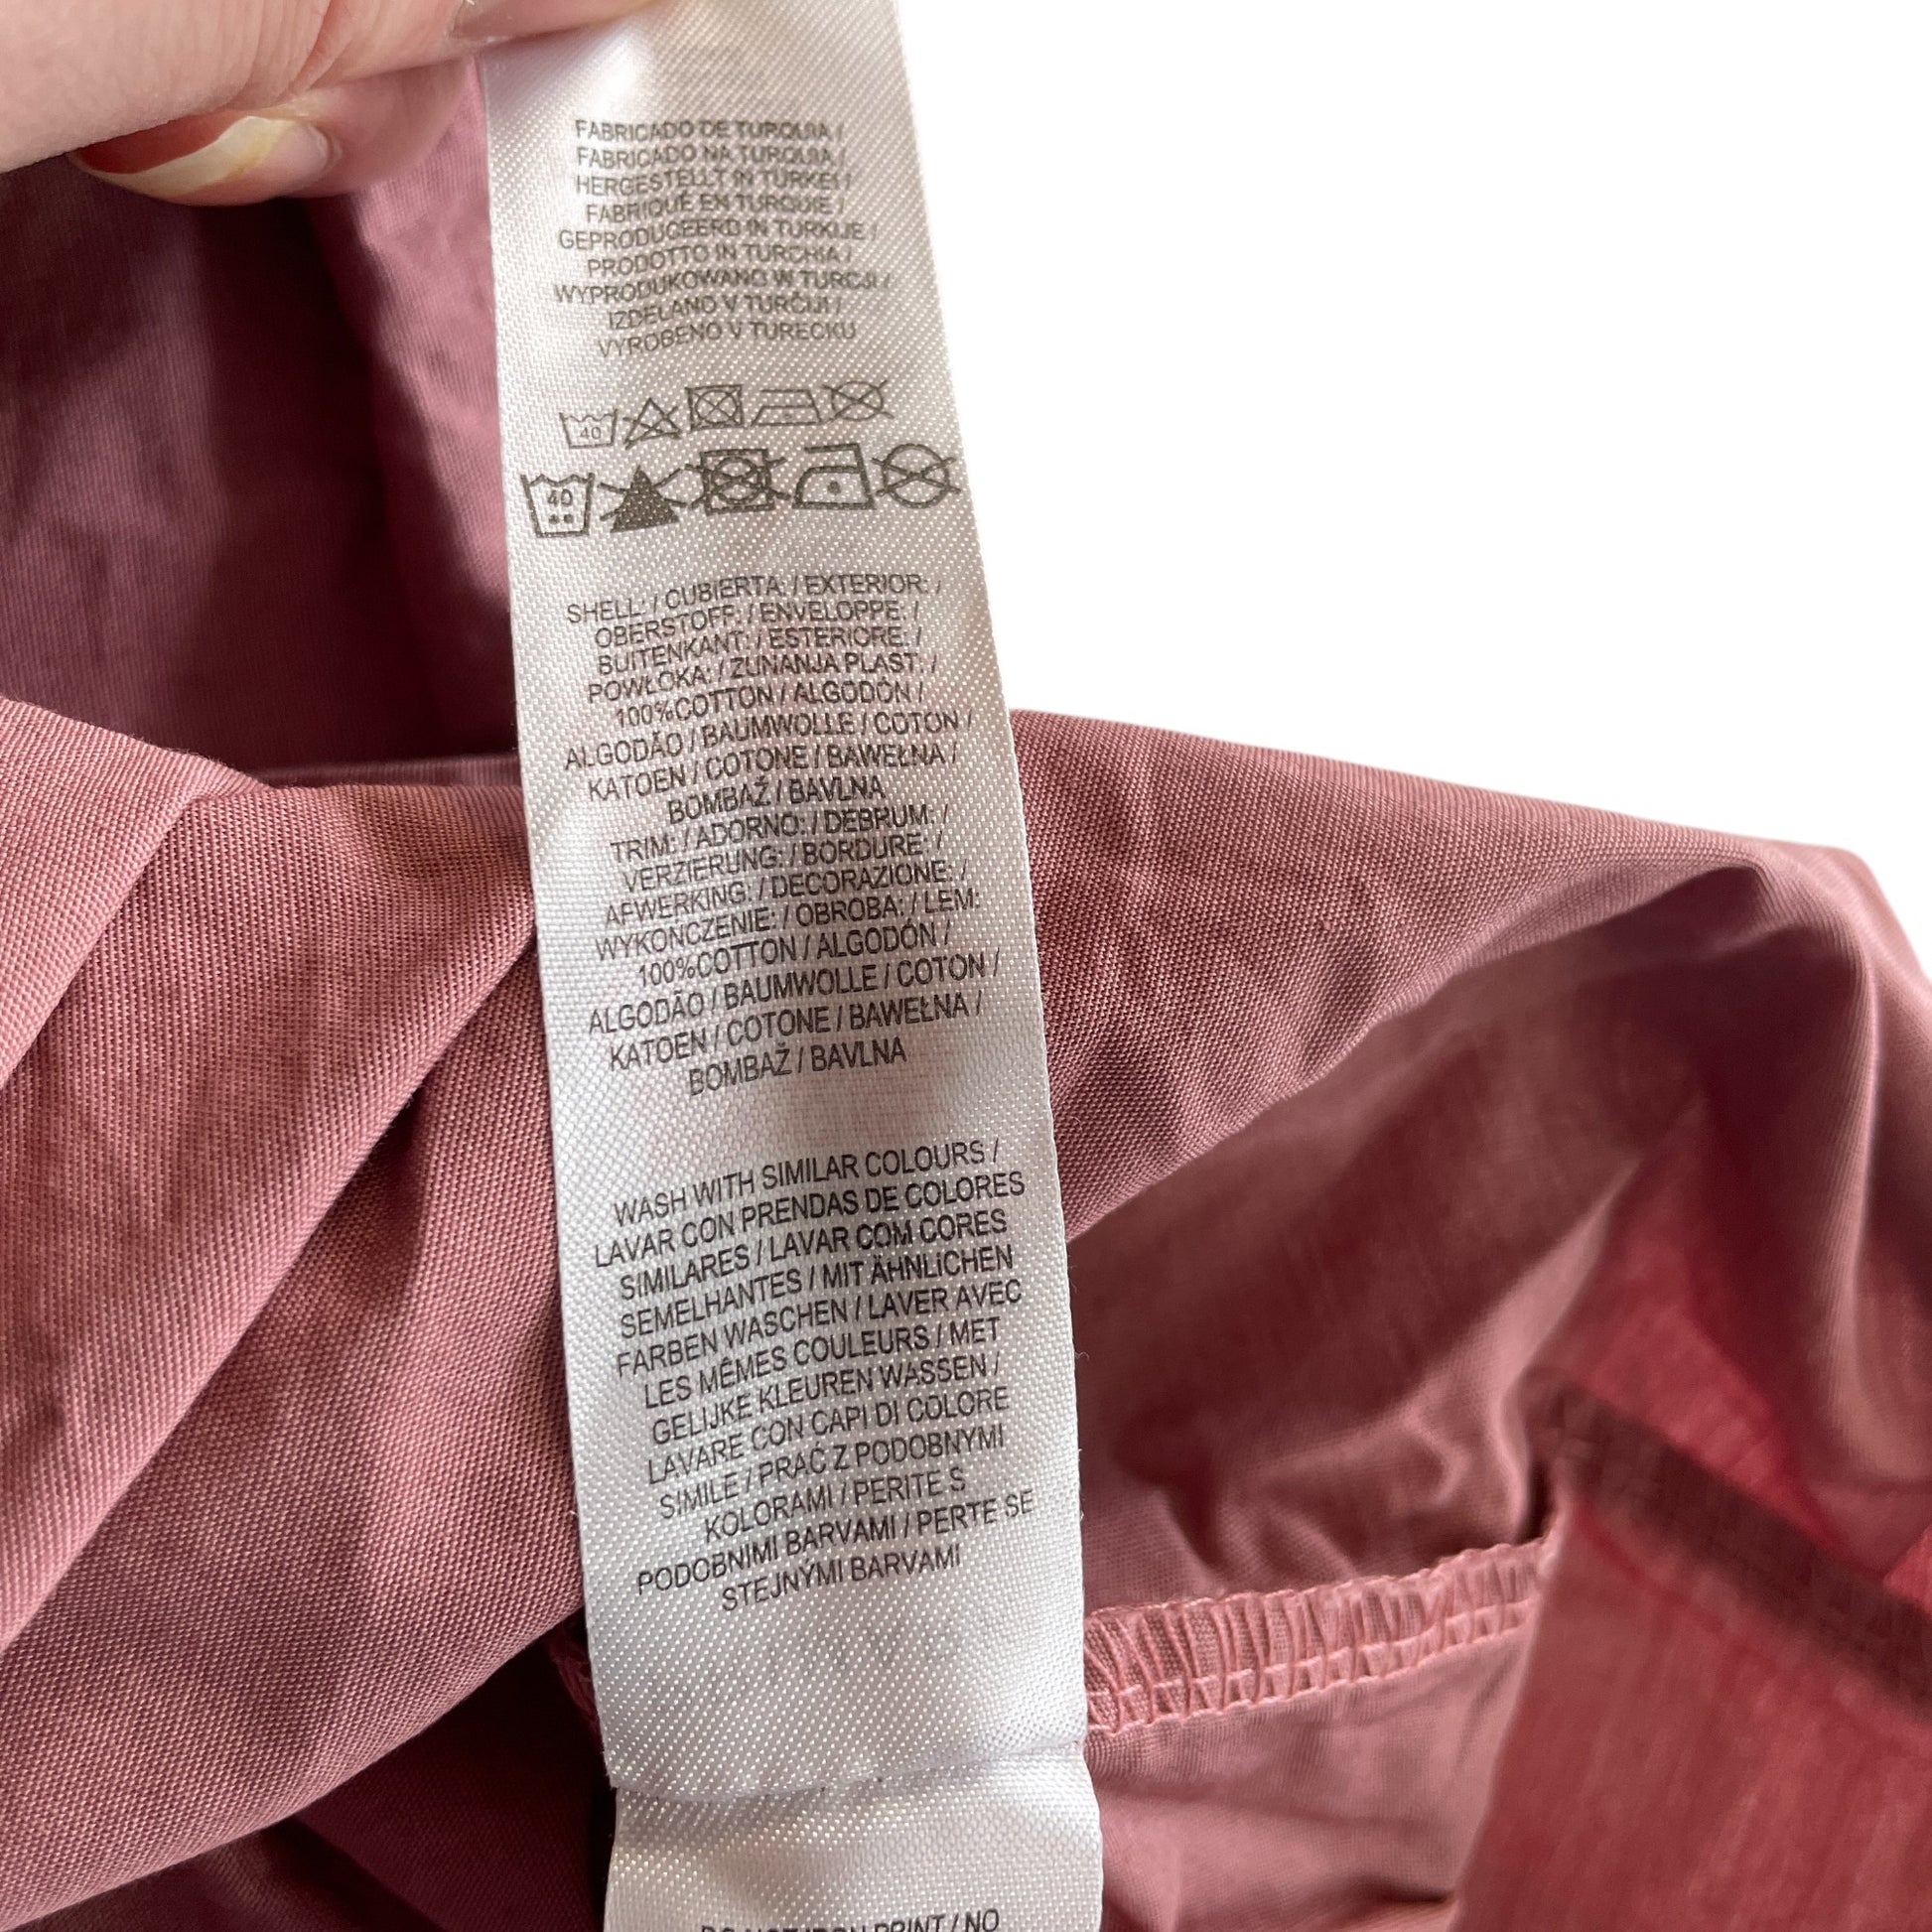 FABRICADO DE TURQUIA /
FABRICADO NA TURQUIA /
HERGESTELLT IN TÜRKEI /
FABRIQUÉ EN TURQUIE /
GEPRODUCEERD IN TURKIJE /
PRODOTTO IN TURCHIA /
WYPRODUKOWANO W TURCJI /
IZDELANO V TURČIJI /
VYROBENO V TURECKU
40
40
SHELL: / CUBIERTA: / EXTERIOR: /
OBERSTOFF: / ENVELOPPE: /
BUITENKANT: / ESTERIORE: /
POWŁOKA: / ZUNANJA PLAST: /
100%COTTON / ALGODÓN /
ALGODÃO / BAUMWOLLE / COTON /
KATOEN / COTONE / BAWEŁNA /
BOMBAŽ / BAVLNA
TRIM: / ADORNO: / DEBRUM: /
VERZIERUNG: / BORDURE: /
AFWERKING: / DECORAZIONE: /
WYKOŃCZENIE: / OBROBA: / LEM:
100%COTTON / ALGODÓN /
ALGODÃO / BAUMWOLLE / COTON /
KATOEN / COTONE / BAWEŁNA /
BOMBAŽ / BAVLNA
WASH WITH SIMILAR COLOURS /
LAVAR CON PRENDAS DE COLORES
SIMILARES / LAVAR COM CORES
SEMELHANTES / MIT ÄHNLICHEN
FARBEN WASCHEN / LAVER AVEC
LES MÊMES COULEURS / MET
GELIJKE KLEUREN WASSEN /
LAVARE CON CAPI DI COLORE
SIMILE / PRAĆ Z PODOBNYMI
KOLORAMI / PERITE S
PODOBNIMI BARVAMI / PERTE SE
STEJNÝMI BARVAMI
DO NOT IRON PRINT / NO